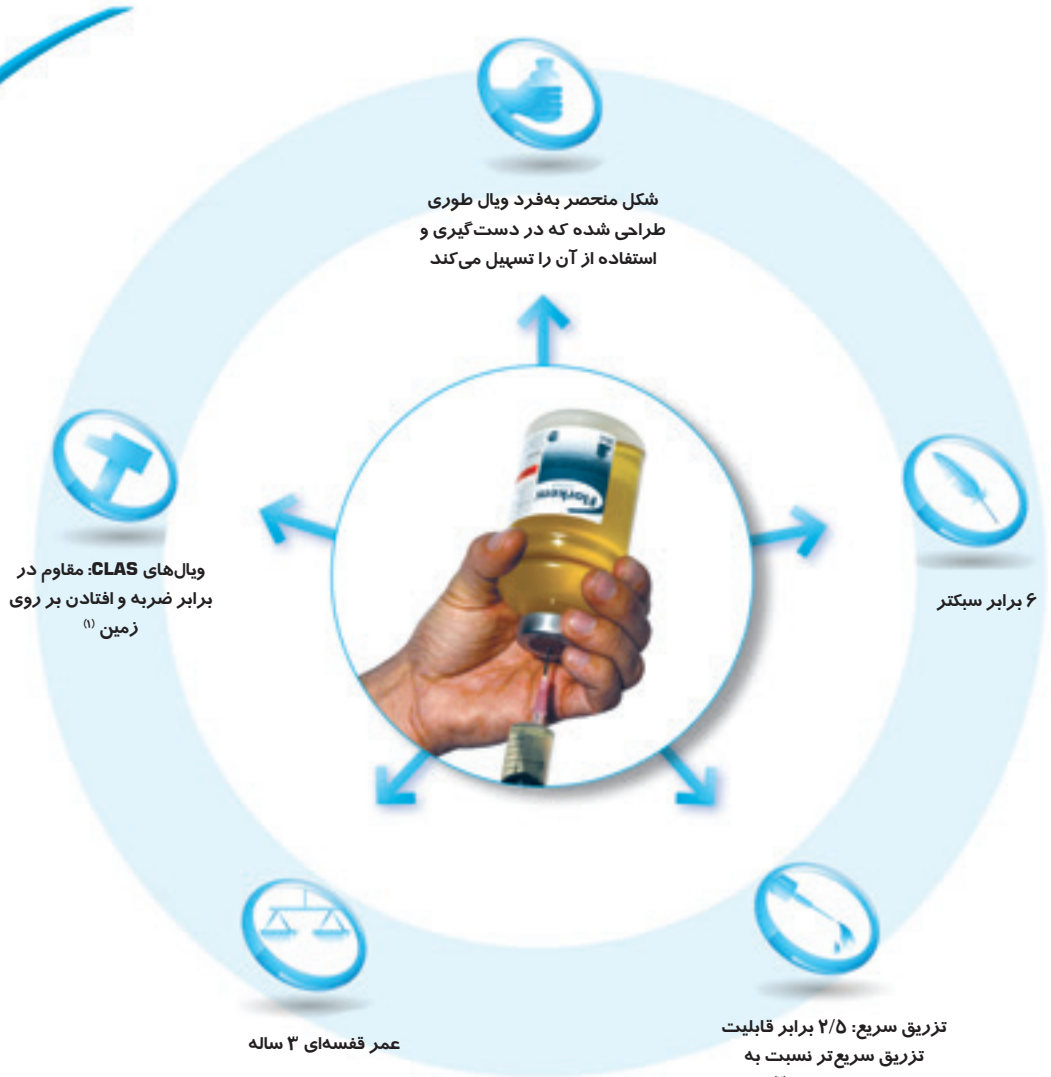 شکل منحصر به‌فرد ویال طوری
طراحی شده که در دست‌گیری و
استفاده از آن را تسهیل می‌کند
ویال‌های CLAS: مقاوم در
برابر ضربه و افتادن بر روی
زمین (۱)
۶ برابر سبکتر
Florkem
عمر قفسه‌ای ۳ ساله
تزریق سریع: ۲/۵ برابر قابلیت
تزریق سریع‌تر نسبت به